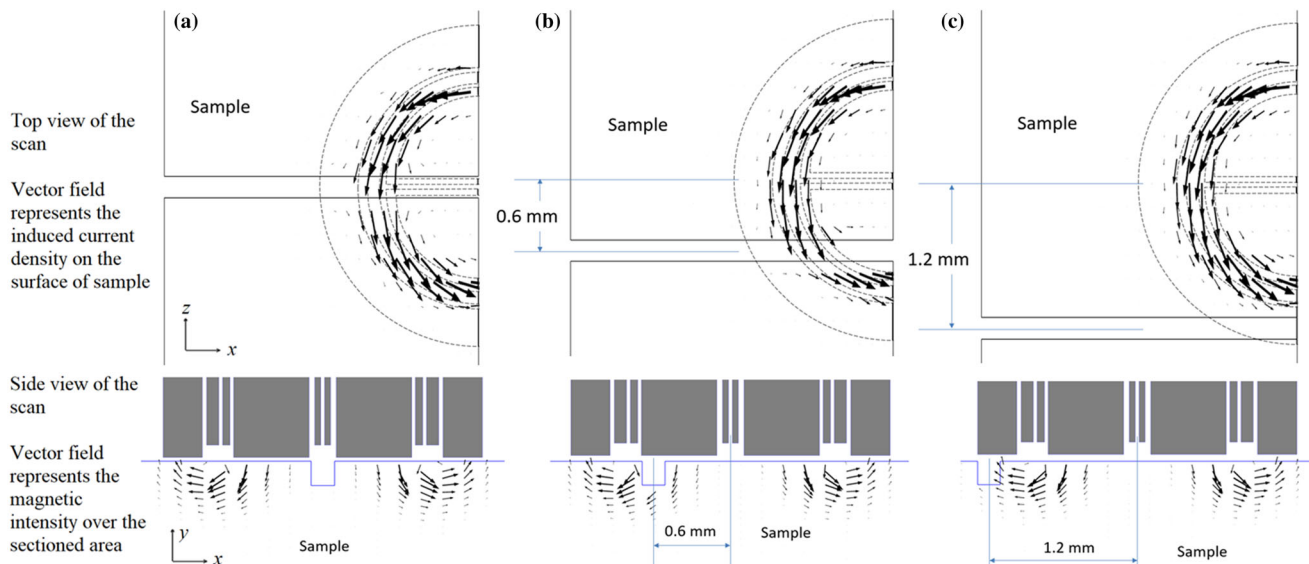 (a)
(b)
(c)
Top view of the
scan
Vector field
represents the
induced current
density on the
surface of sample
Sample
z
x
Sample
0.6 mm
Sample
1.2 mm
Side view of the
scan
Vector field
represents the
magnetic
intensity over the
sectioned area
y
x
Sample
0.6 mm
Sample
1.2 mm
Sample